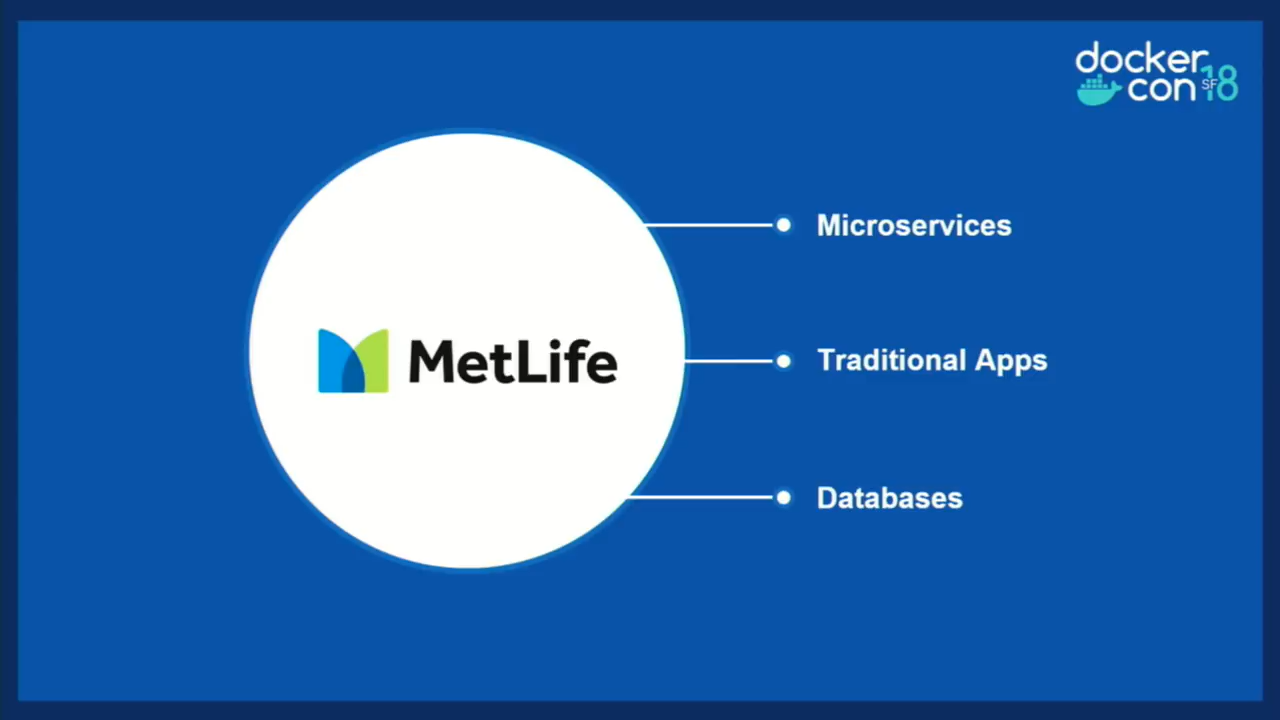 docker
con SF 18
Microservices
MetLife
Traditional Apps
Databases